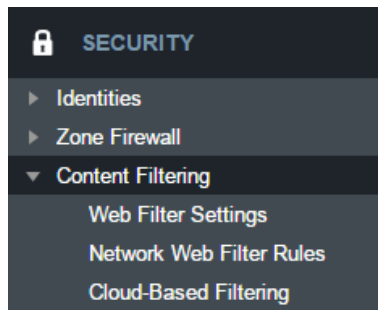 SECURITY
Identities
Zone Firewall
Content Filtering
Web Filter Settings
Network Web Filter Rules
Cloud-Based Filtering